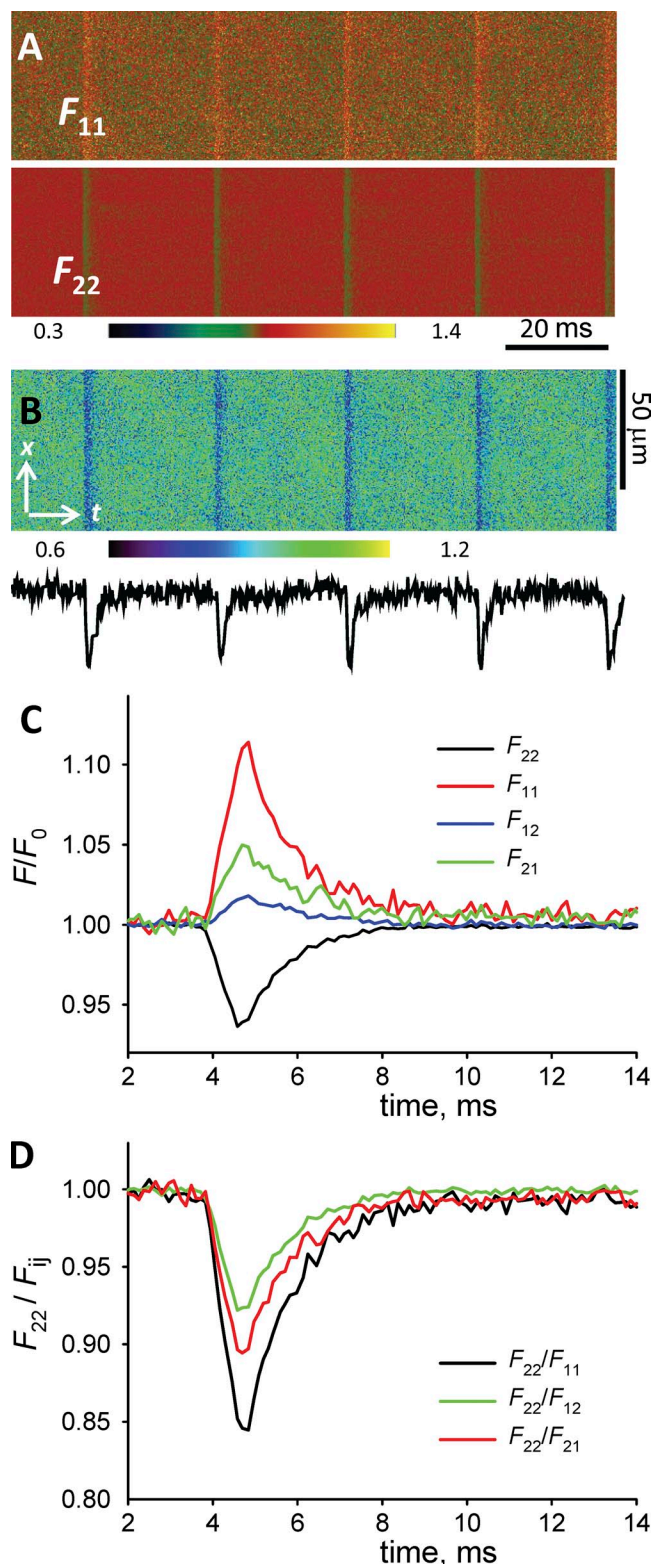 A
F11
F22
0.3 1.4
20 ms
B
x
t
50 µm
0.6 1.2
C
F/F0
1.10
1.05
1.00
0.95
F22
F11
F12
F21
2 4 6 8 10 12 14
time, ms
D
F22 / Fij
1.00
0.95
0.90
0.85
0.80
F22/F11
F22/F12
F22/F21
2 4 6 8 10 12 14
time, ms